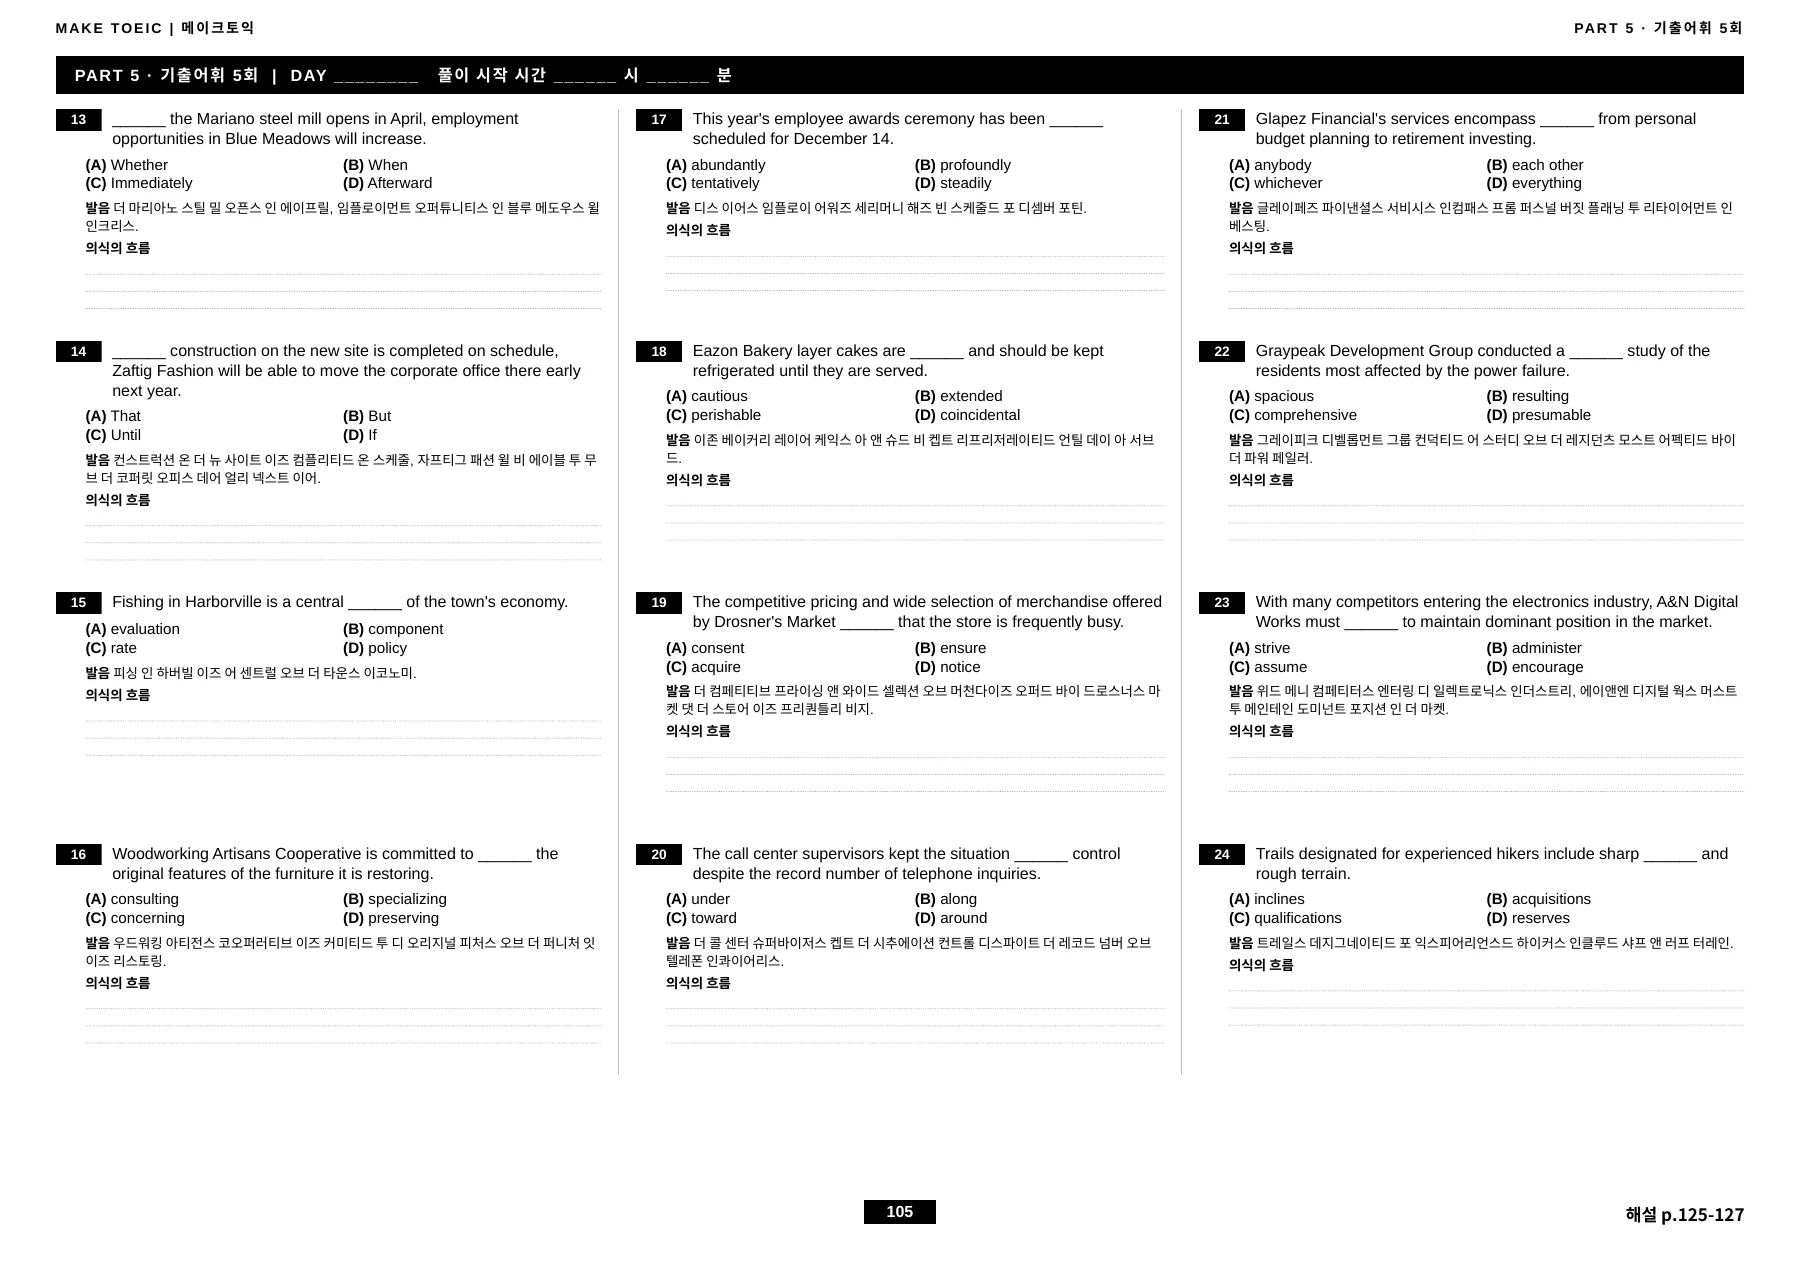 MAKE TOEIC | 메이크토익
PART 5 · 기출어휘 5회
PART 5 · 기출어휘 5회 | DAY ________ 풀이 시작 시간 ______ 시 ______ 분
13
______ the Mariano steel mill opens in April, employment
opportunities in Blue Meadows will increase.
(A) Whether (B) When
(C) Immediately (D) Afterward
발음 더 마리아노 스틸 밀 오픈스 인 에이프릴, 임플로이먼트 오퍼튜니티스 인 블루 메도우스 윌
인크리스.
의식의 흐름
14
______ construction on the new site is completed on schedule,
Zaftig Fashion will be able to move the corporate office there early
next year.
(A) That (B) But
(C) Until (D) If
발음 컨스트럭션 온 더 뉴 사이트 이즈 컴플리티드 온 스케줄, 자프티그 패션 윌 비 에이블 투 무
브 더 코퍼릿 오피스 데어 얼리 넥스트 이어.
의식의 흐름
15
Fishing in Harborville is a central ______ of the town's economy.
(A) evaluation (B) component
(C) rate (D) policy
발음 피싱 인 하버빌 이즈 어 센트럴 오브 더 타운스 이코노미.
의식의 흐름
16
Woodworking Artisans Cooperative is committed to ______ the
original features of the furniture it is restoring.
(A) consulting (B) specializing
(C) concerning (D) preserving
발음 우드워킹 아티전스 코오퍼러티브 이즈 커미티드 투 디 오리지널 피처스 오브 더 퍼니처 잇
이즈 리스토링.
의식의 흐름
17
This year's employee awards ceremony has been ______
scheduled for December 14.
(A) abundantly (B) profoundly
(C) tentatively (D) steadily
발음 디스 이어스 임플로이 어워즈 세리머니 해즈 빈 스케줄드 포 디셈버 포틴.
의식의 흐름
18
Eazon Bakery layer cakes are ______ and should be kept
refrigerated until they are served.
(A) cautious (B) extended
(C) perishable (D) coincidental
발음 이존 베이커리 레이어 케익스 아 앤 슈드 비 켑트 리프리저레이티드 언틸 데이 아 서브
드.
의식의 흐름
19
The competitive pricing and wide selection of merchandise offered
by Drosner's Market ______ that the store is frequently busy.
(A) consent (B) ensure
(C) acquire (D) notice
발음 더 컴페티티브 프라이싱 앤 와이드 셀렉션 오브 머천다이즈 오퍼드 바이 드로스너스 마
켓 댓 더 스토어 이즈 프리퀀틀리 비지.
의식의 흐름
20
The call center supervisors kept the situation ______ control
despite the record number of telephone inquiries.
(A) under (B) along
(C) toward (D) around
발음 더 콜 센터 슈퍼바이저스 켑트 더 시추에이션 컨트롤 디스파이트 더 레코드 넘버 오브
텔레폰 인콰이어리스.
의식의 흐름
21
Glapez Financial's services encompass ______ from personal
budget planning to retirement investing.
(A) anybody (B) each other
(C) whichever (D) everything
발음 글레이페즈 파이낸셜스 서비시스 인컴패스 프롬 퍼스널 버짓 플래닝 투 리타이어먼트 인
베스팅.
의식의 흐름
22
Graypeak Development Group conducted a ______ study of the
residents most affected by the power failure.
(A) spacious (B) resulting
(C) comprehensive (D) presumable
발음 그레이피크 디벨롭먼트 그룹 컨덕티드 어 스터디 오브 더 레지던츠 모스트 어펙티드 바이
더 파워 페일러.
의식의 흐름
23
With many competitors entering the electronics industry, A&N Digital
Works must ______ to maintain dominant position in the market.
(A) strive (B) administer
(C) assume (D) encourage
발음 위드 메니 컴페티터스 엔터링 디 일렉트로닉스 인더스트리, 에이앤엔 디지털 웍스 머스트
투 메인테인 도미넌트 포지션 인 더 마켓.
의식의 흐름
24
Trails designated for experienced hikers include sharp ______ and
rough terrain.
(A) inclines (B) acquisitions
(C) qualifications (D) reserves
발음 트레일스 데지그네이티드 포 익스피어리언스드 하이커스 인클루드 샤프 앤 러프 터레인.
의식의 흐름
105
해설 p.125-127